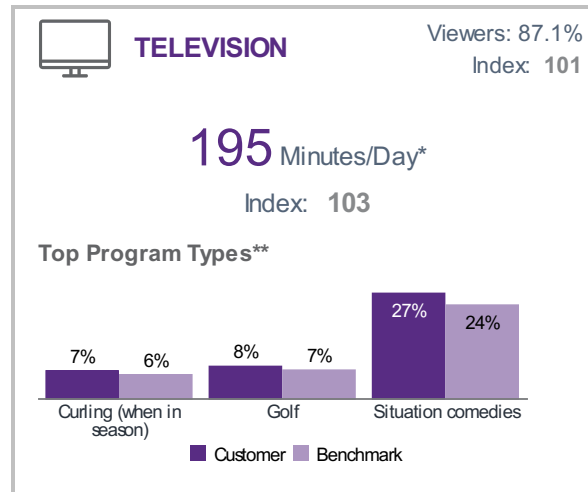 TELEVISION
Viewers: 87.1%
Index: 101
195 Minutes/Day*
Index: 103
Top Program Types**
7%
6%
8%
7%
27%
24%
Curling (when in
season)
Golf
Situation comedies
Customer
Benchmark